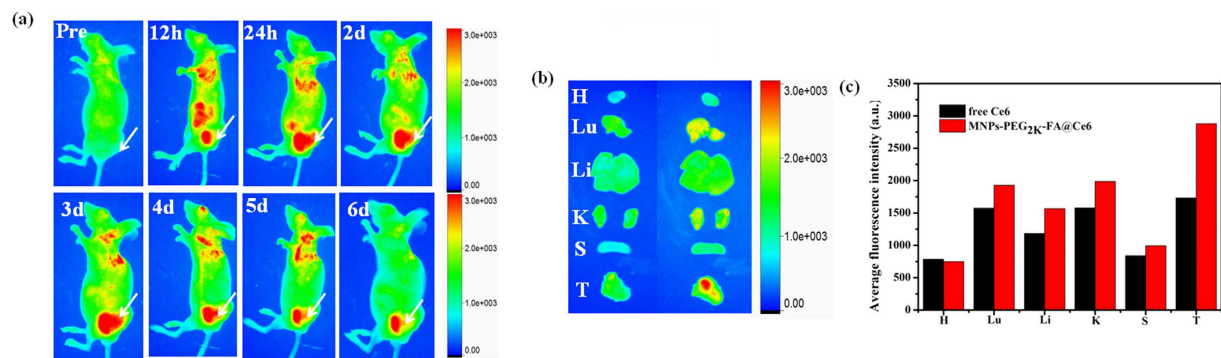 (a)
Pre
12h
24h
2d
3.0e+003
2.0e+003
1.0e+003
0.00
3d
4d
5d
6d
3.0e+003
2.0e+003
1.0e+003
0.00
(b)
H
Lu
Li
K
S
T
3.0e+003
2.0e+003
1.0e+003
0.00
(c)
Average fluorescence intensity (a.u.)
3500
3000
2500
2000
1500
1000
500
0
free Ce6
MNPs-PEG2K-FA@Ce6
H Lu Li K S T